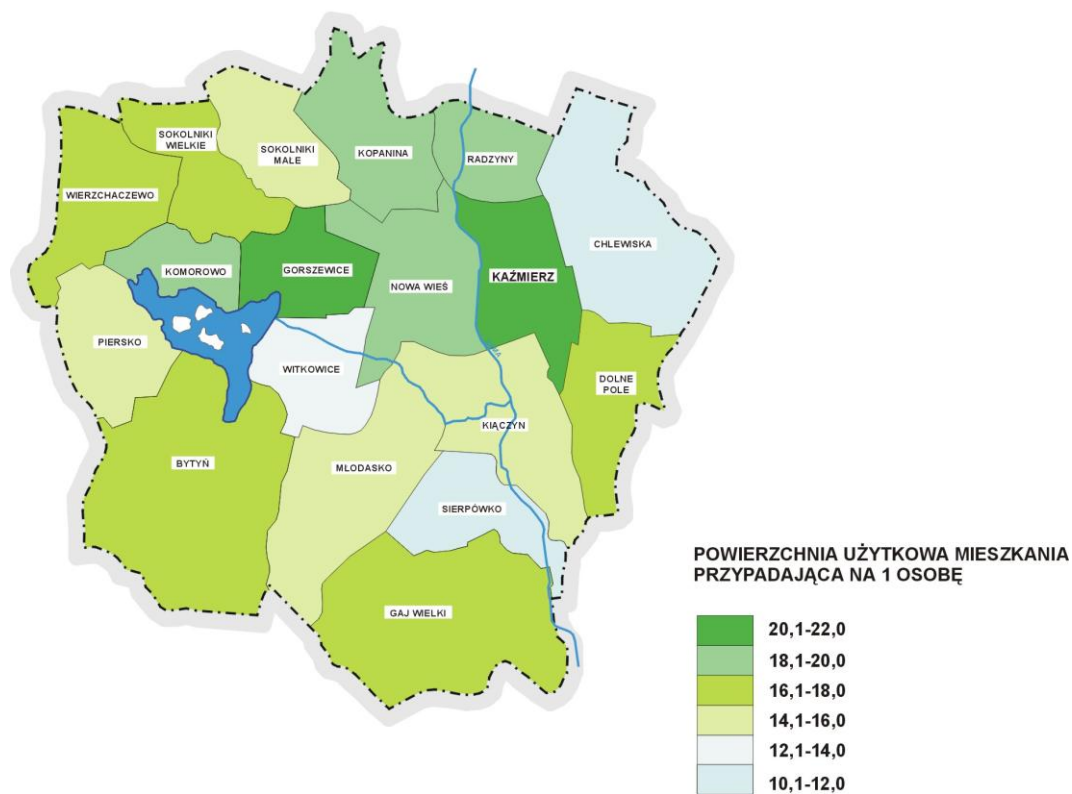 SOKOLNIKI
WIELKIE
SOKOLNIKI
MAŁE
KOPANINA
RADZYNY
WIERZCHACZEWO
CHLEWISKA
KOMOROWO
GORSZEWICE
KAŹMIERZ
NOWA WIEŚ
PIERSKO
WITKOWICE
DOLNE
POLE
KIĄCZYN
BYTYŃ
MŁODASKO
SIERPÓWKO
GAJ WIELKI
POWIERZCHNIA UŻYTKOWA MIESZKANIA
PRZYPADAJĄCA NA 1 OSOBĘ
20,1-22,0
18,1-20,0
16,1-18,0
14,1-16,0
12,1-14,0
10,1-12,0